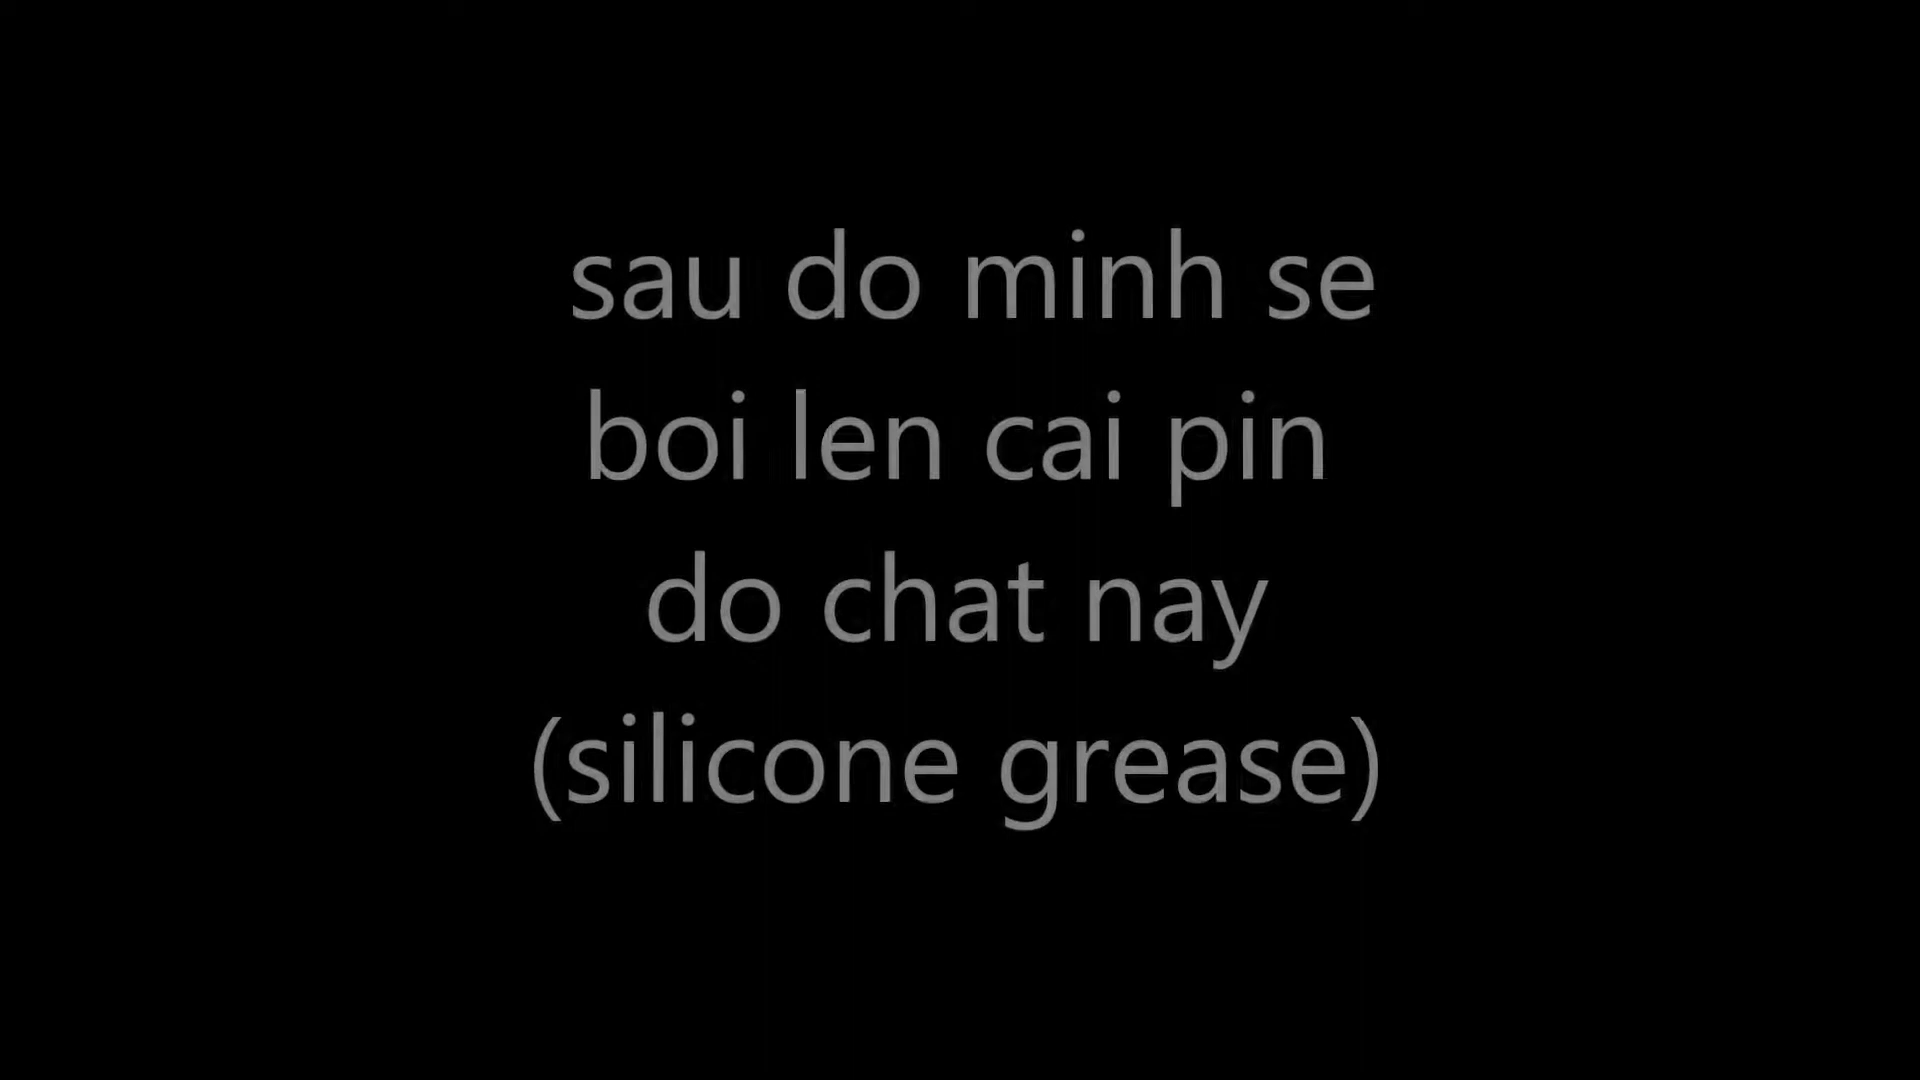 sau do minh se
boi len cai pin
do chat nay
(silicone grease)